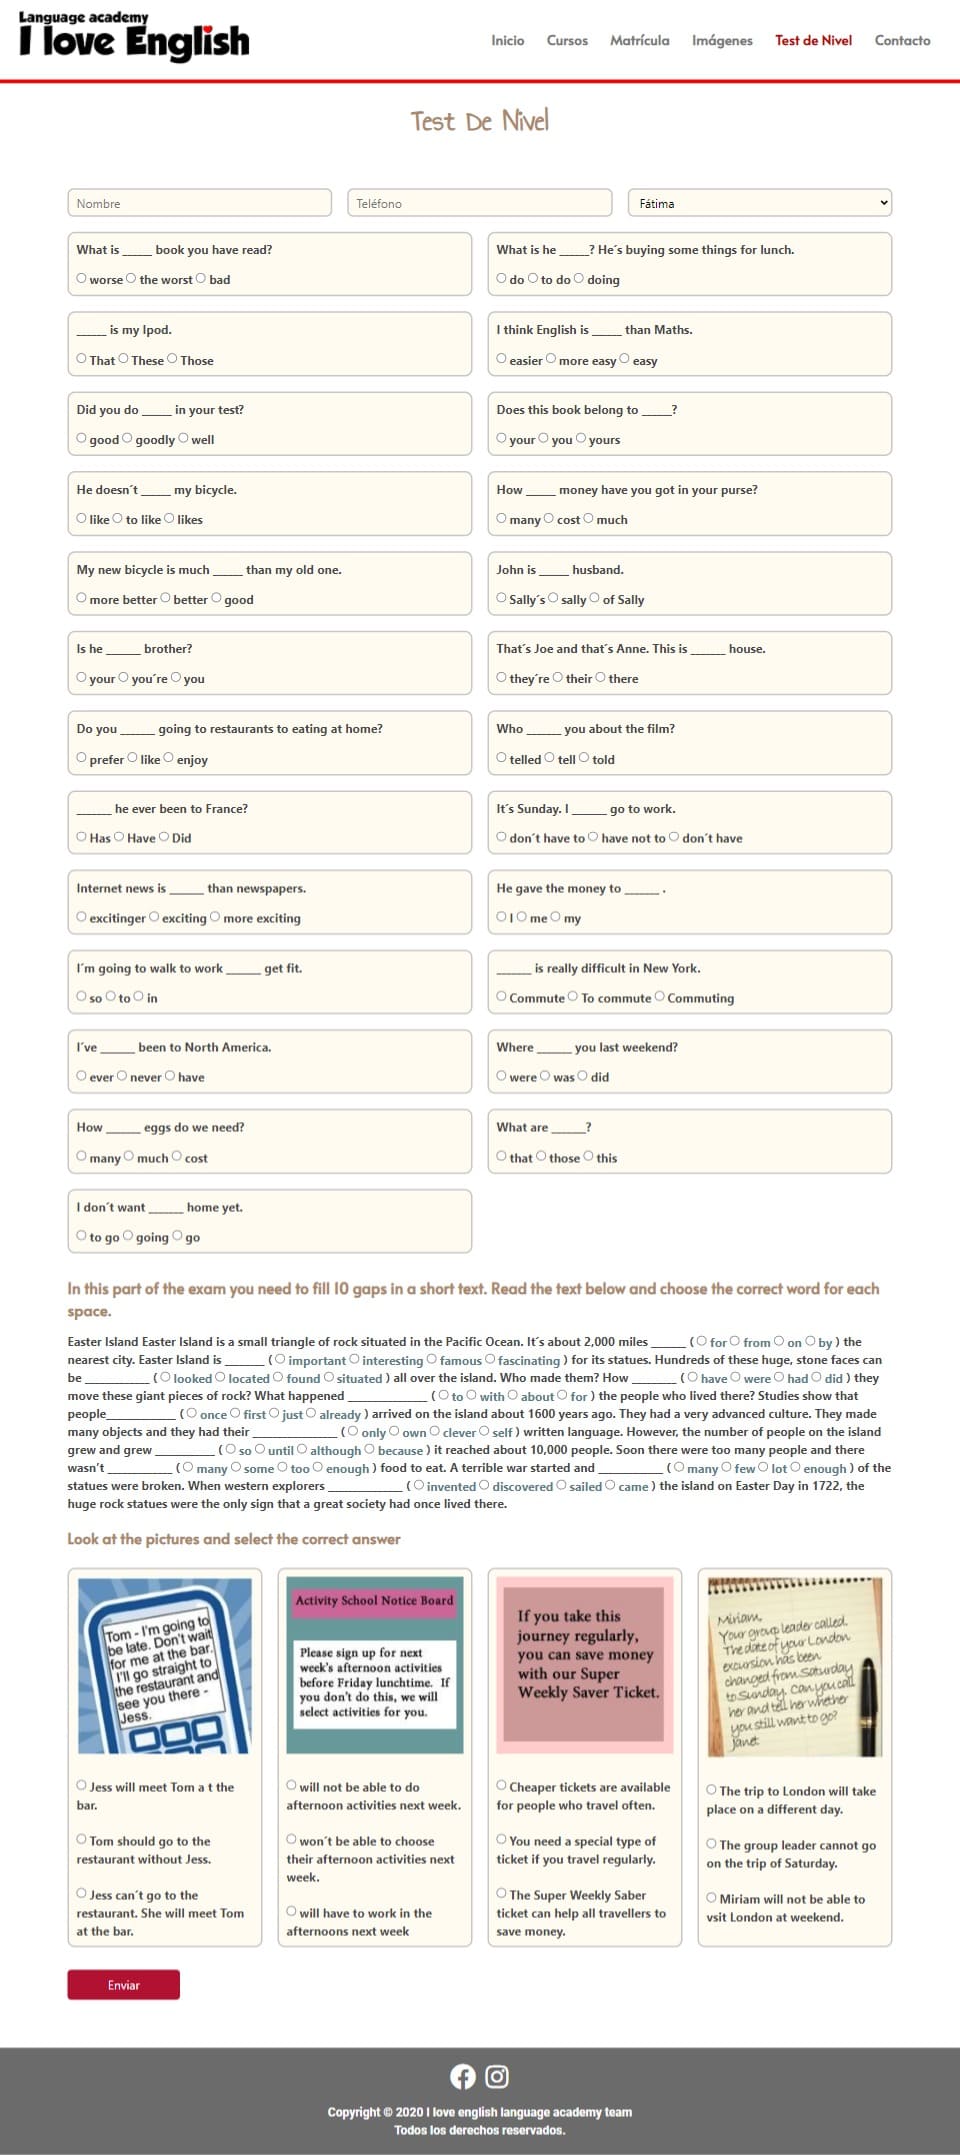 Language academy
I love English
Inicio Cursos Matrícula Imágenes Test de Nivel Contacto
Test De Nivel
Nombre Teléfono Fátima
What is _____ book you have read?
worse the worst bad
What is he _____? He´s buying some things for lunch.
do to do doing
_____ is my Ipod.
That These Those
I think English is _____ than Maths.
easier more easy easy
Did you do _____ in your test?
good goodly well
Does this book belong to _____?
your you yours
He doesn´t _____ my bicycle.
like to like likes
How _____ money have you got in your purse?
many cost much
My new bicycle is much _____ than my old one.
more better better good
John is _____ husband.
Sally´s sally of Sally
Is he ______ brother?
your you´re you
That´s Joe and that´s Anne. This is ______ house.
they´re their there
Do you ______ going to restaurants to eating at home?
prefer like enjoy
Who ______ you about the film?
telled tell told
______ he ever been to France?
Has Have Did
It´s Sunday. I ______ go to work.
don´t have to have not to don´t have
Internet news is ______ than newspapers.
excitinger exciting more exciting
He gave the money to ______ .
I me my
I´m going to walk to work ______ get fit.
so to in
______ is really difficult in New York.
Commute To commute Commuting
I´ve ______ been to North America.
ever never have
Where ______ you last weekend?
were was did
How ______ eggs do we need?
many much cost
What are ______?
that those this
I don´t want ______ home yet.
to go going go
In this part of the exam you need to fill 10 gaps in a short text. Read the text below and choose the correct word for each
space.
Easter Island Easter Island is a small triangle of rock situated in the Pacific Ocean. It´s about 2,000 miles ______ ( for from on by ) the
nearest city. Easter Island is _______ ( important interesting famous fascinating ) for its statues. Hundreds of these huge, stone faces can
be ___________ ( looked located found situated ) all over the island. Who made them? How ________ ( have were had did ) they
move these giant pieces of rock? What happened ______________ ( to with about for ) the people who lived there? Studies show that
people____________ ( once first just already ) arrived on the island about 1600 years ago. They had a very advanced culture. They made
many objects and they had their _______________ ( only own clever self ) written language. However, the number of people on the island
grew and grew __________ ( so until although because ) it reached about 10,000 people. Soon there were too many people and there
wasn't ___________ ( many some too enough ) food to eat. A terrible war started and ___________ ( many few lot enough ) of the
statues were broken. When western explorers _____________ ( invented discovered sailed came ) the island on Easter Day in 1722, the
huge rock statues were the only sign that a great society had once lived there.
Look at the pictures and select the correct answer
Tom - I'm going to
be late. Don't wait
for me at the bar.
I'll go straight to
the restaurant and
see you there -
Jess.
Jess will meet Tom a t the
bar.
Tom should go to the
restaurant without Jess.
Jess can´t go to the
restaurant. She will meet Tom
at the bar.
Activity School Notice Board
Please sign up for next
week's afternoon activities
before Friday lunchtime. If
you don't do this, we will
select activities for you.
will not be able to do
afternoon activities next week.
won´t be able to choose
their afternoon activities next
week.
will have to work in the
afternoons next week
If you take this
journey regularly,
you can save money
with our Super
Weekly Saver Ticket.
Cheaper tickets are available
for people who travel often.
You need a special type of
ticket if you travel regularly.
The Super Weekly Saber
ticket can help all travellers to
save money.
Miriam,
Your group leader called.
The date of your London
excursion has been
changed from Saturday
to Sunday. Can you call
her and tell her whether
you still want to go?
Janet
The trip to London will take
place on a different day.
The group leader cannot go
on the trip of Saturday.
Miriam will not be able to
vsit London at weekend.
Enviar
Copyright © 2020 I love english language academy team
Todos los derechos reservados.